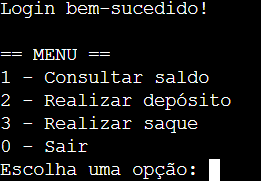 Login bem-sucedido!
== MENU ==
1 - Consultar saldo
2 - Realizar depósito
3 - Realizar saque
0 - Sair
Escolha uma opção: